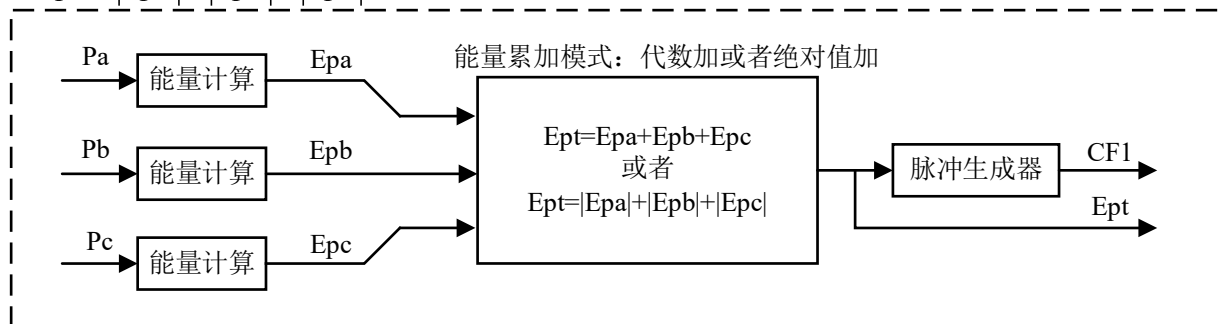 能量累加模式：代数加或者绝对值加
Pa
能量计算
Epa
Pb
能量计算
Epb
Pc
能量计算
Epc
Ept=Epa+Epb+Epc
或者
Ept=|Epa|+|Epb|+|Epc|
脉冲生成器
CF1
Ept